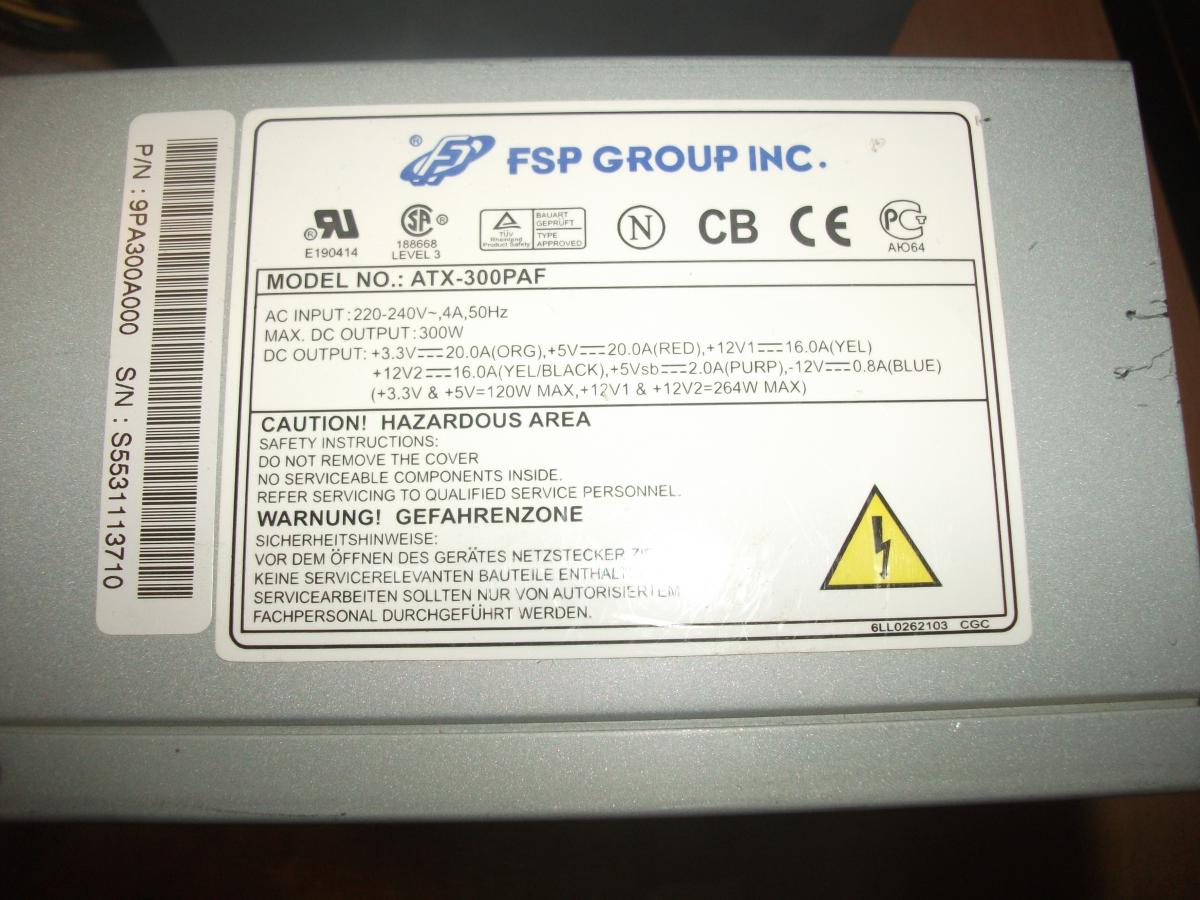 P/N : 9PA300A000 S/N : S5531113710
® FSP GROUP INC.
® E190414
SA ®
188668
LEVEL 3
TÜV
Rheinland
Product Safety
BAUART
GEPRÜFT
TYPE
APPROVED
N
CB
CE
PC
АЮ64
MODEL NO.: ATX-300PAF
AC INPUT:220-240V~,4A,50Hz
MAX. DC OUTPUT:300W
DC OUTPUT: +3.3V⎓20.0A(ORG),+5V⎓20.0A(RED),+12V1⎓16.0A(YEL)
+12V2⎓16.0A(YEL/BLACK),+5Vsb⎓2.0A(PURP),-12V⎓0.8A(BLUE)
(+3.3V & +5V=120W MAX,+12V1 & +12V2=264W MAX)
CAUTION! HAZARDOUS AREA
SAFETY INSTRUCTIONS:
DO NOT REMOVE THE COVER
NO SERVICEABLE COMPONENTS INSIDE.
REFER SERVICING TO QUALIFIED SERVICE PERSONNEL.
WARNUNG! GEFAHRENZONE
SICHERHEITSHINWEISE:
VOR DEM ÖFFNEN DES GERÄTES NETZSTECKER
KEINE SERVICERELEVANTEN BAUTEILE
SERVICEARBEITEN SOLLTEN NUR VON AUTORISIERTEM
FACHPERSONAL DURCHGEFÜHRT WERDEN.
6LL0262103 CGC